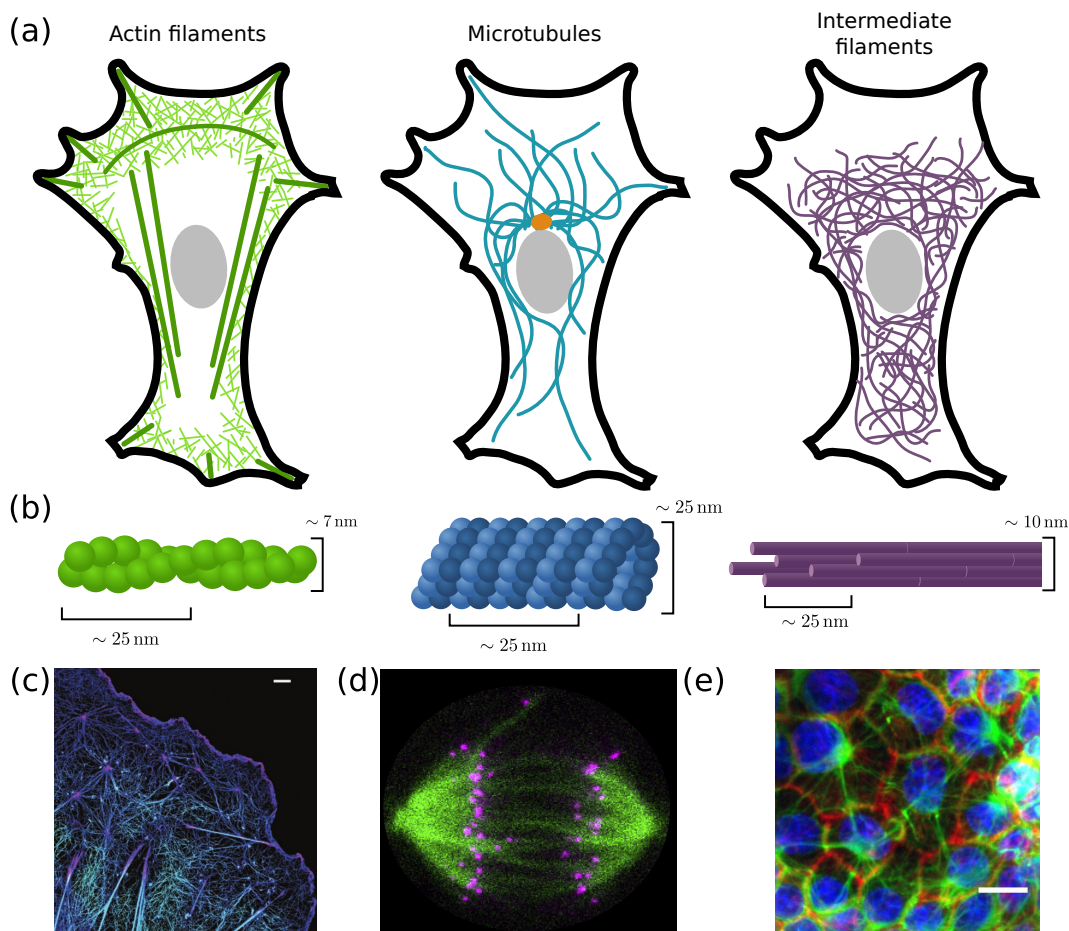 (a)
Actin filaments
Microtubules
Intermediate
filaments
(b)
∼ 7 nm
∼ 25 nm
∼ 25 nm
∼ 25 nm
∼ 10 nm
∼ 25 nm
(c)
(d)
(e)